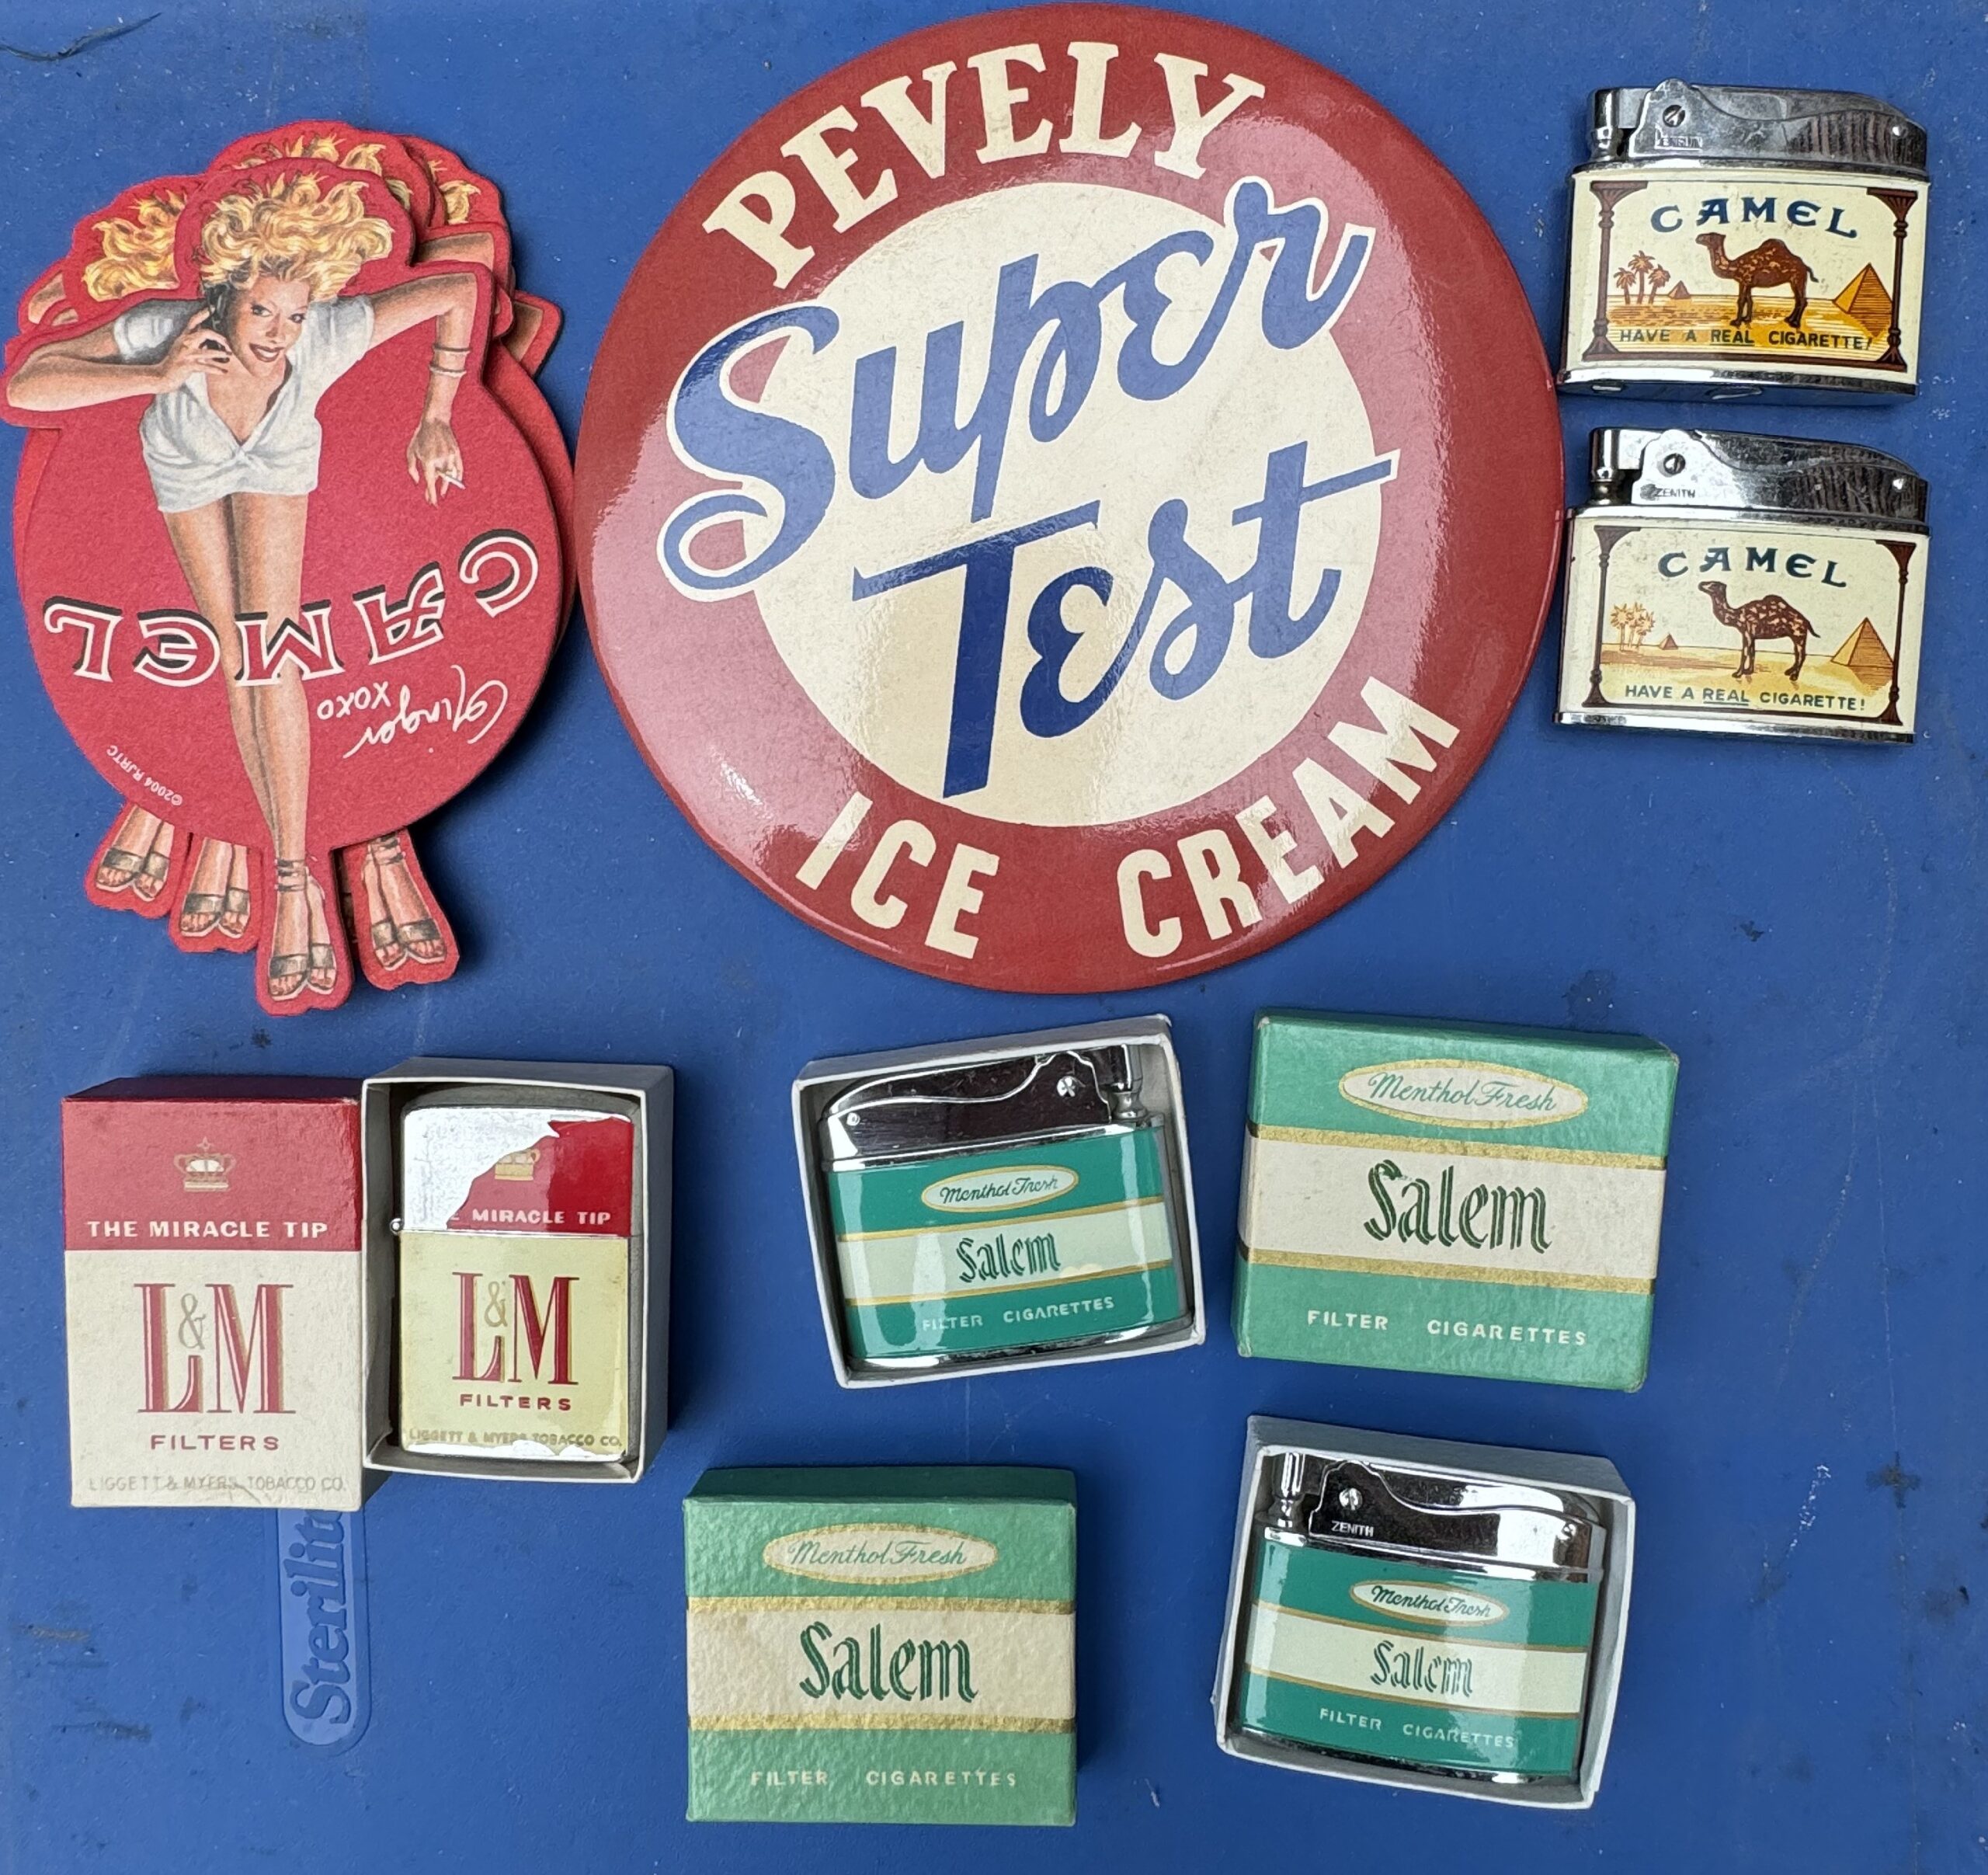 PEVELY
Super
Test
ICE CREAM
CAMEL
Ginger
XOXO
©2004 RJRTC
PENGUIN
CAMEL
HAVE A REAL CIGARETTE!
ZENITH
CAMEL
HAVE A REAL CIGARETTE!
THE MIRACLE TIP
L&M
FILTERS
LIGGETT & MYERS TOBACCO CO.
MIRACLE TIP
L&M
FILTERS
LIGGETT & MYERS TOBACCO CO.
Menthol Fresh
Salem
FILTER CIGARETTES
Menthol Fresh
Salem
FILTER CIGARETTES
Menthol Fresh
Salem
FILTER CIGARETTES
ZENITH
Menthol Fresh
Salem
FILTER CIGARETTES
Sterilite